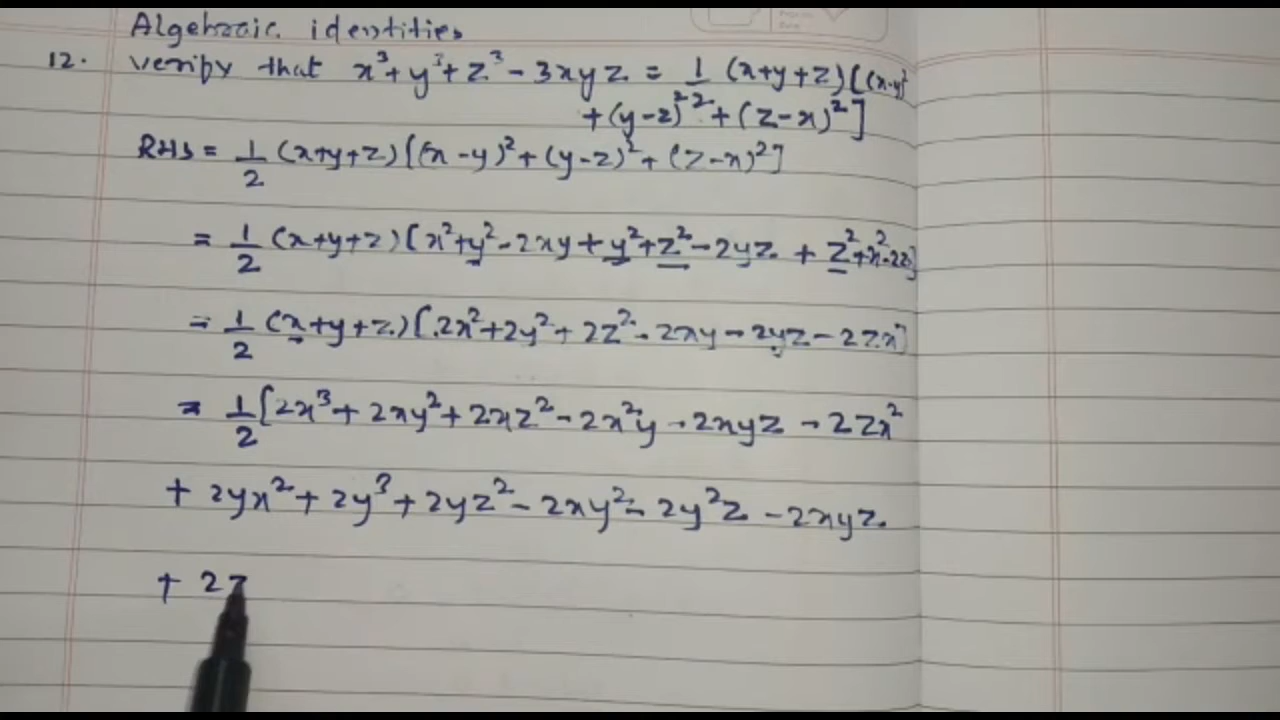 Algebraic identities
12. Verify that x³+y³+z³-3xyz = 1/2 (x+y+z)[(x-y)²
+(y-z)²+(z-x)²]
RHS = 1/2 (x+y+z)[(x-y)²+(y-z)²+(z-x)²]
= 1/2 (x+y+z)[x²+y²-2xy+y²+z²-2yz+z²+x²-2zx]
= 1/2 (x+y+z)[2x²+2y²+2z²-2xy-2yz-2zx]
= 1/2 [2x³+2xy²+2xz²-2x²y-2xyz-2zx²
+ 2yx²+2y³+2yz²-2xy²-2y²z-2xyz
+ 2z